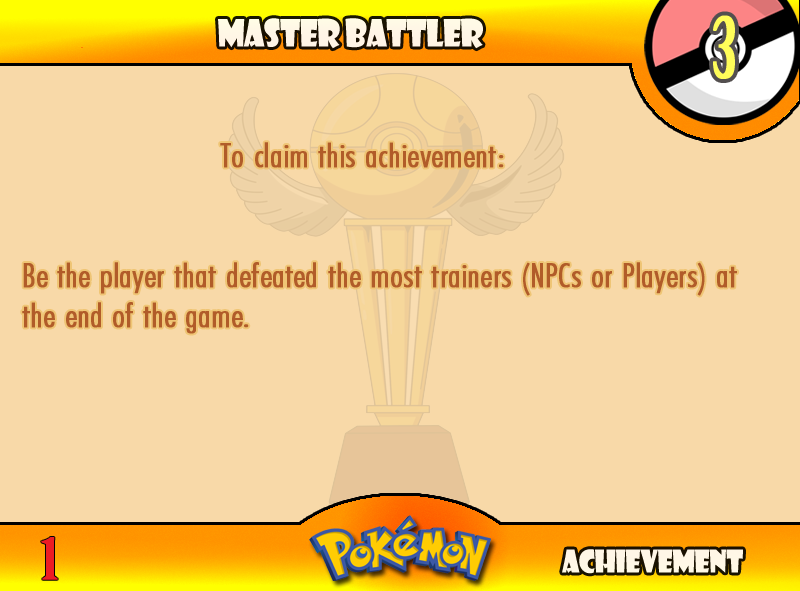 MASTER BATTLER
3
To claim this achievement:
Be the player that defeated the most trainers (NPCs or Players) at
the end of the game.
1
POKéMON
ACHIEVEMENT